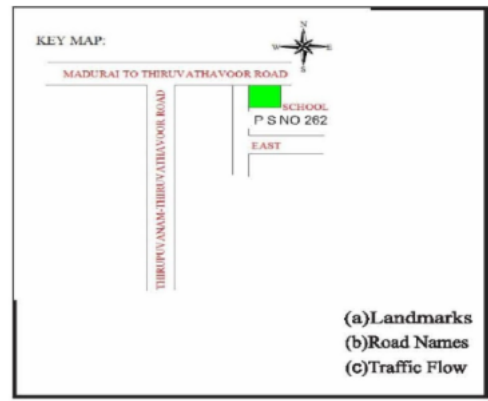 N
KEY MAP:
W E
S
MADURAI TO THIRUVATHAVOOR ROAD
SCHOOL
P S NO 262
EAST
THIRUPUVANAM-THIRUVATHAVOOR ROAD
(a)Landmarks
(b)Road Names
(c)Traffic Flow